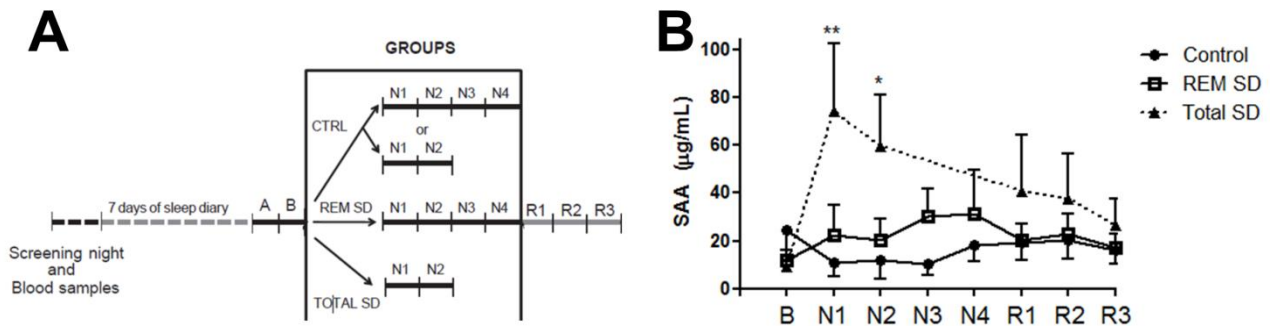 A
GROUPS
N1 N2 N3 N4
CTRL
or
N1 N2
7 days of sleep diary
A B
REM SD
N1 N2 N3 N4
R1 R2 R3
Screening night
and
Blood samples
N1 N2
TOTAL SD
B
SAA (μg/mL)
100
80
60
40
20
0
**
*
B N1 N2 N3 N4 R1 R2 R3
Control
REM SD
Total SD